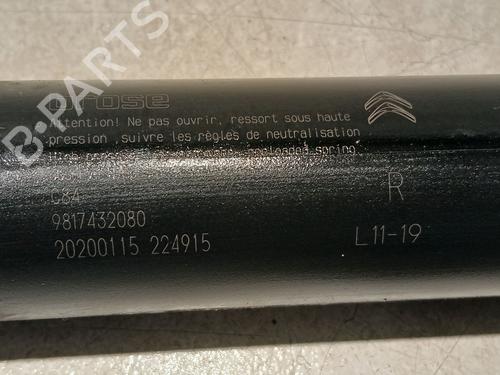 B-PARTS
brose
Attention! Ne pas ouvrir, ressort sous haute
pression ,suivre les règles de neutralisation
spring
C84
9817432080
20200115 224915
R
L11-19